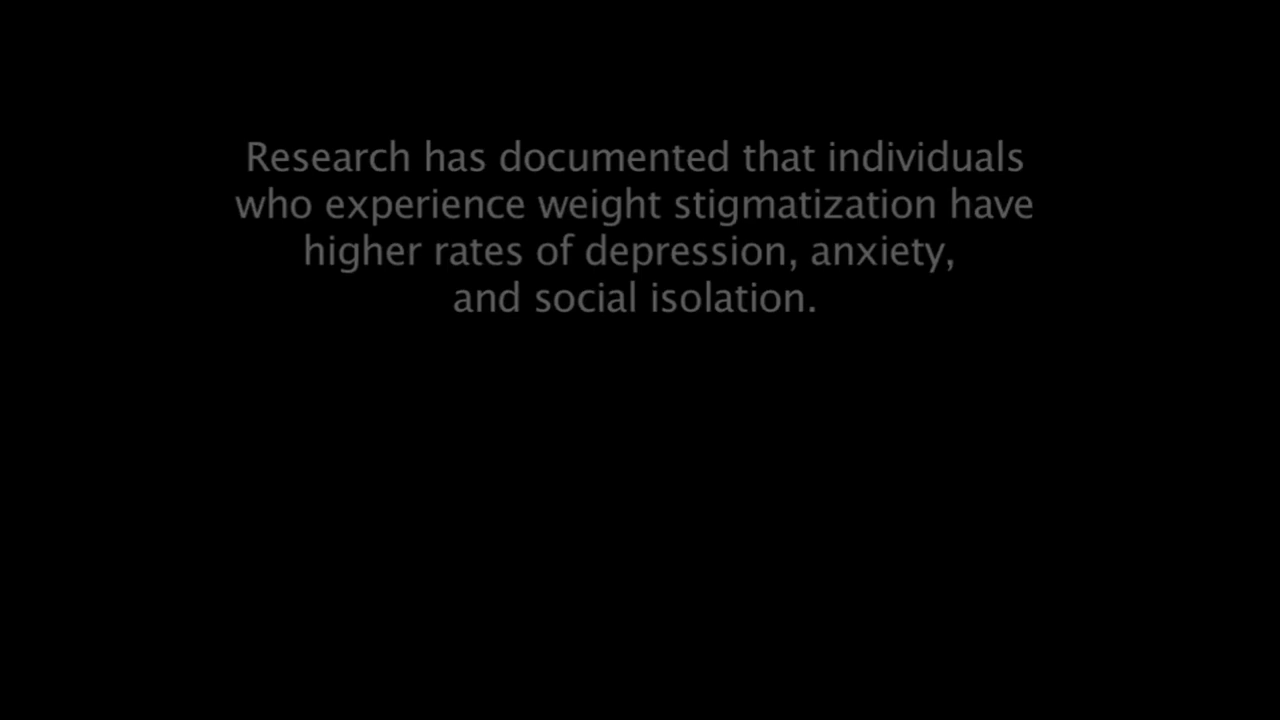 Research has documented that individuals
who experience weight stigmatization have
higher rates of depression, anxiety,
and social isolation.